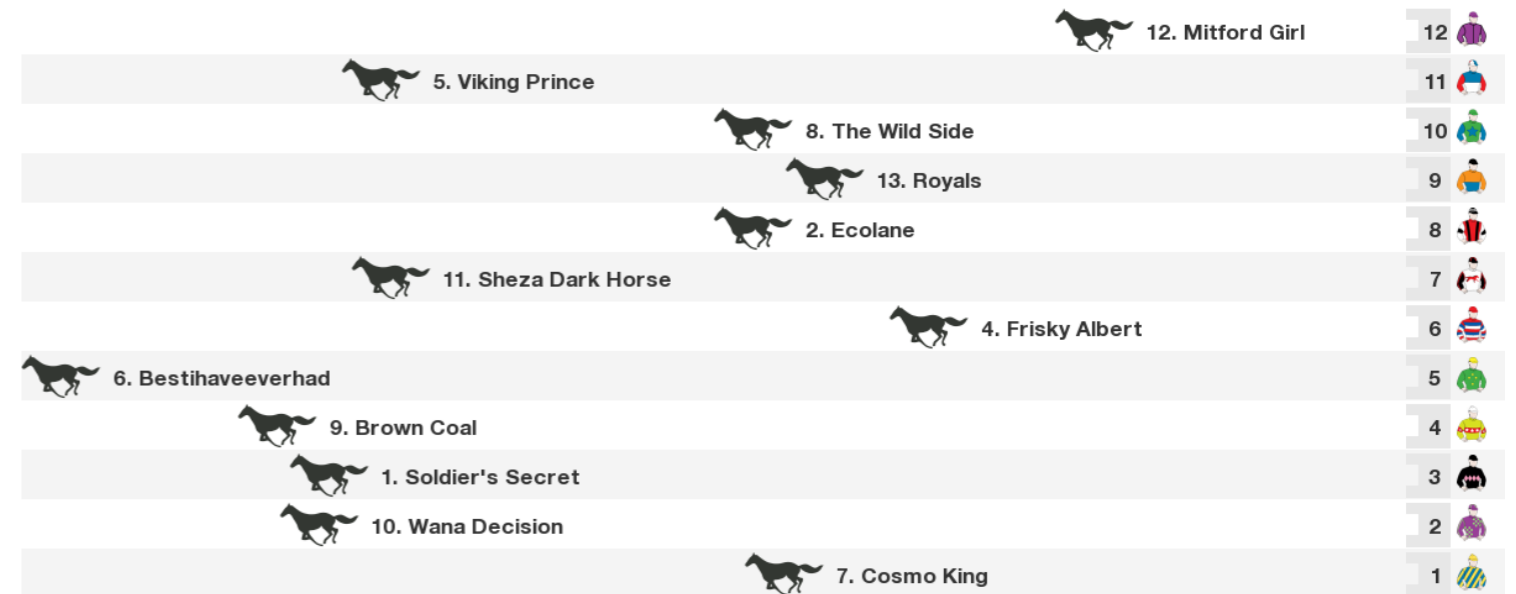 12. Mitford Girl 12
5. Viking Prince 11
8. The Wild Side 10
13. Royals 9
2. Ecolane 8
11. Sheza Dark Horse 7
4. Frisky Albert 6
6. Bestihaveeverhad 5
9. Brown Coal 4
1. Soldier's Secret 3
10. Wana Decision 2
7. Cosmo King 1